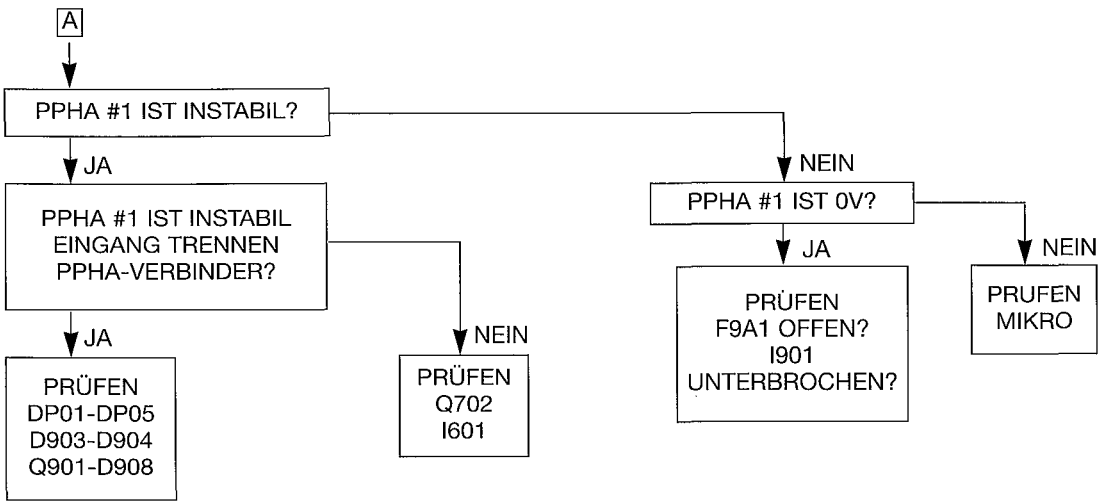 A
PPHA #1 IST INSTABIL?
JA
NEIN
PPHA #1 IST INSTABIL
EINGANG TRENNEN
PPHA-VERBINDER?
PPHA #1 IST 0V?
JA
NEIN
JA
NEIN
PRÜFEN
DP01-DP05
D903-D904
Q901-D908
PRÜFEN
Q702
I601
PRÜFEN
F9A1 OFFEN?
I901
UNTERBROCHEN?
PRUFEN
MIKRO